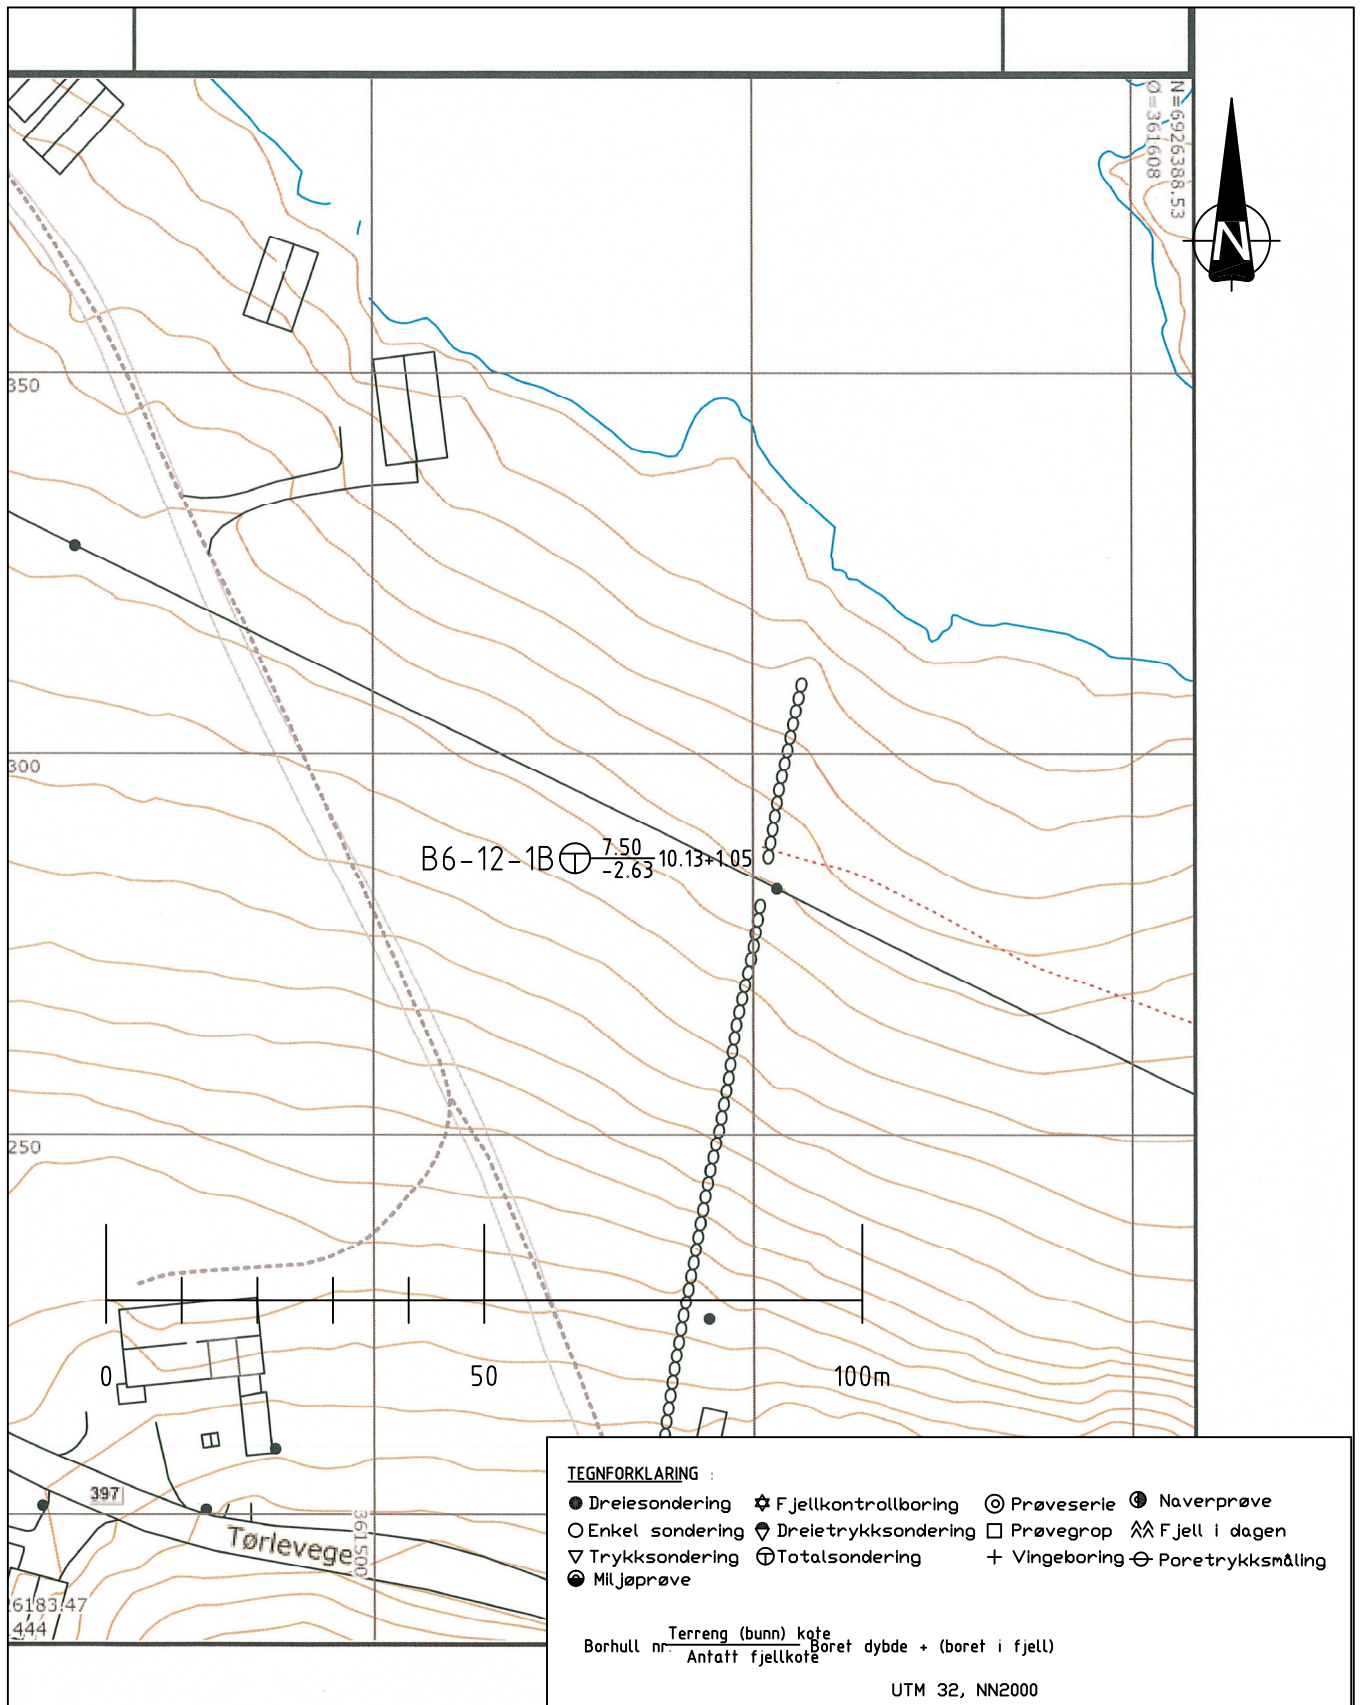 N=6926388.53
Ø=361608
N
350
300
B6-12-1B 7.50 10.13+1.05
-2.63
250
0 50 100m
397
Tørlevege
361500
26183.47
444
TEGNFORKLARING :
Dreiesondering Fjellkontrollboring Prøveserie Naverprøve
Enkel sondering Dreietrykksondering Prøvegrop Fjell i dagen
Trykksondering Totalsondering Vingeboring Poretrykksmåling
Miljøprøve
Terreng (bunn) kote
Borhull nr. Boret dybde + (boret i fjell)
Antatt fjellkote
UTM 32, NN2000